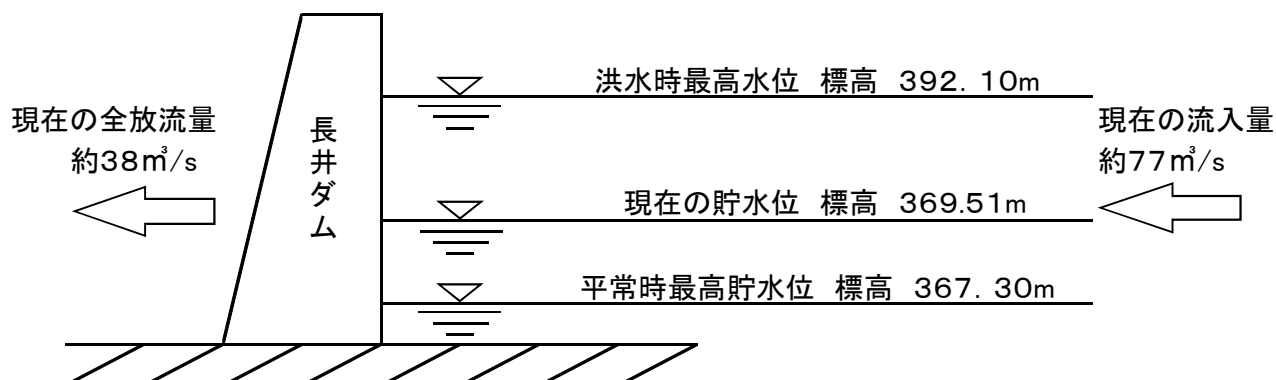 洪水時最高水位 標高 392. 10m
現在の全放流量
約38㎥/s
長井ダム
現在の流入量
約77㎥/s
現在の貯水位 標高 369.51m
平常時最高貯水位 標高 367. 30m